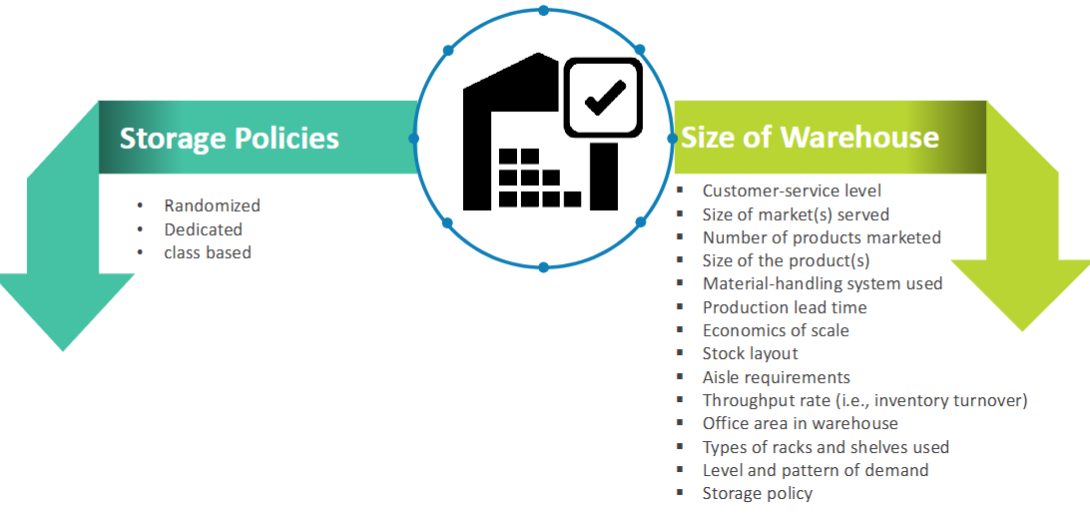 Storage Policies
• Randomized
• Dedicated
• class based
Size of Warehouse
▪ Customer-service level
▪ Size of market(s) served
▪ Number of products marketed
▪ Size of the product(s)
▪ Material-handling system used
▪ Production lead time
▪ Economics of scale
▪ Stock layout
▪ Aisle requirements
▪ Throughput rate (i.e., inventory turnover)
▪ Office area in warehouse
▪ Types of racks and shelves used
▪ Level and pattern of demand
▪ Storage policy